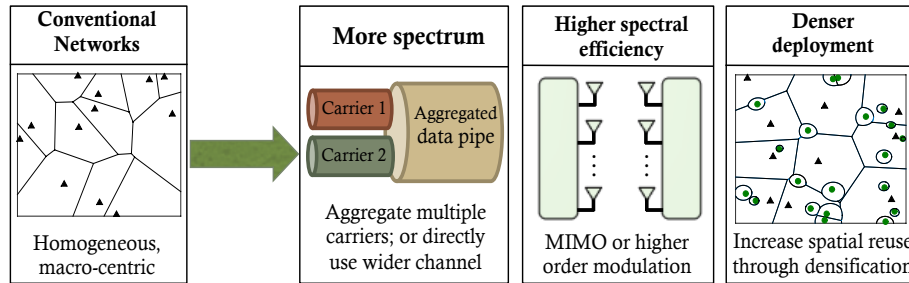 Conventional
Networks
Homogeneous,
macro-centric
More spectrum
Carrier 1
Carrier 2
Aggregated
data pipe
Aggregate multiple
carriers; or directly
use wider channel
Higher spectral
efficiency
MIMO or higher
order modulation
Denser
deployment
Increase spatial reuse
through densification